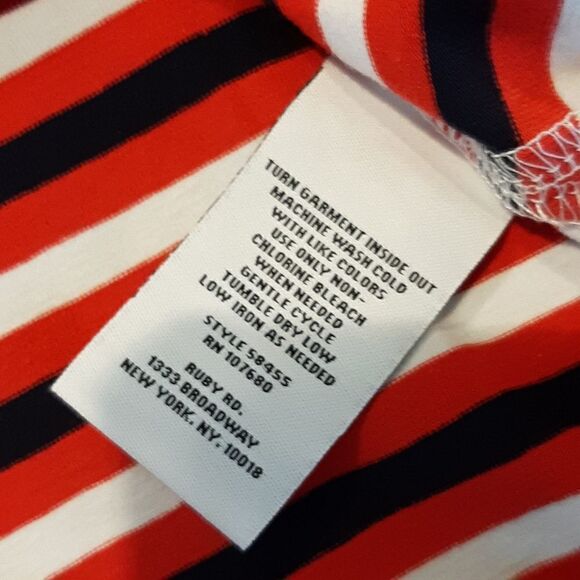 TURN GARMENT INSIDE OUT
MACHINE WASH COLD
WITH LIKE COLORS
USE ONLY NON-
CHLORINE BLEACH
WHEN NEEDED
GENTLE CYCLE
TUMBLE DRY LOW
LOW IRON AS NEEDED
STYLE 58455
RN 107680
RUBY RD.
1333 BROADWAY
NEW YORK, NY, 10018